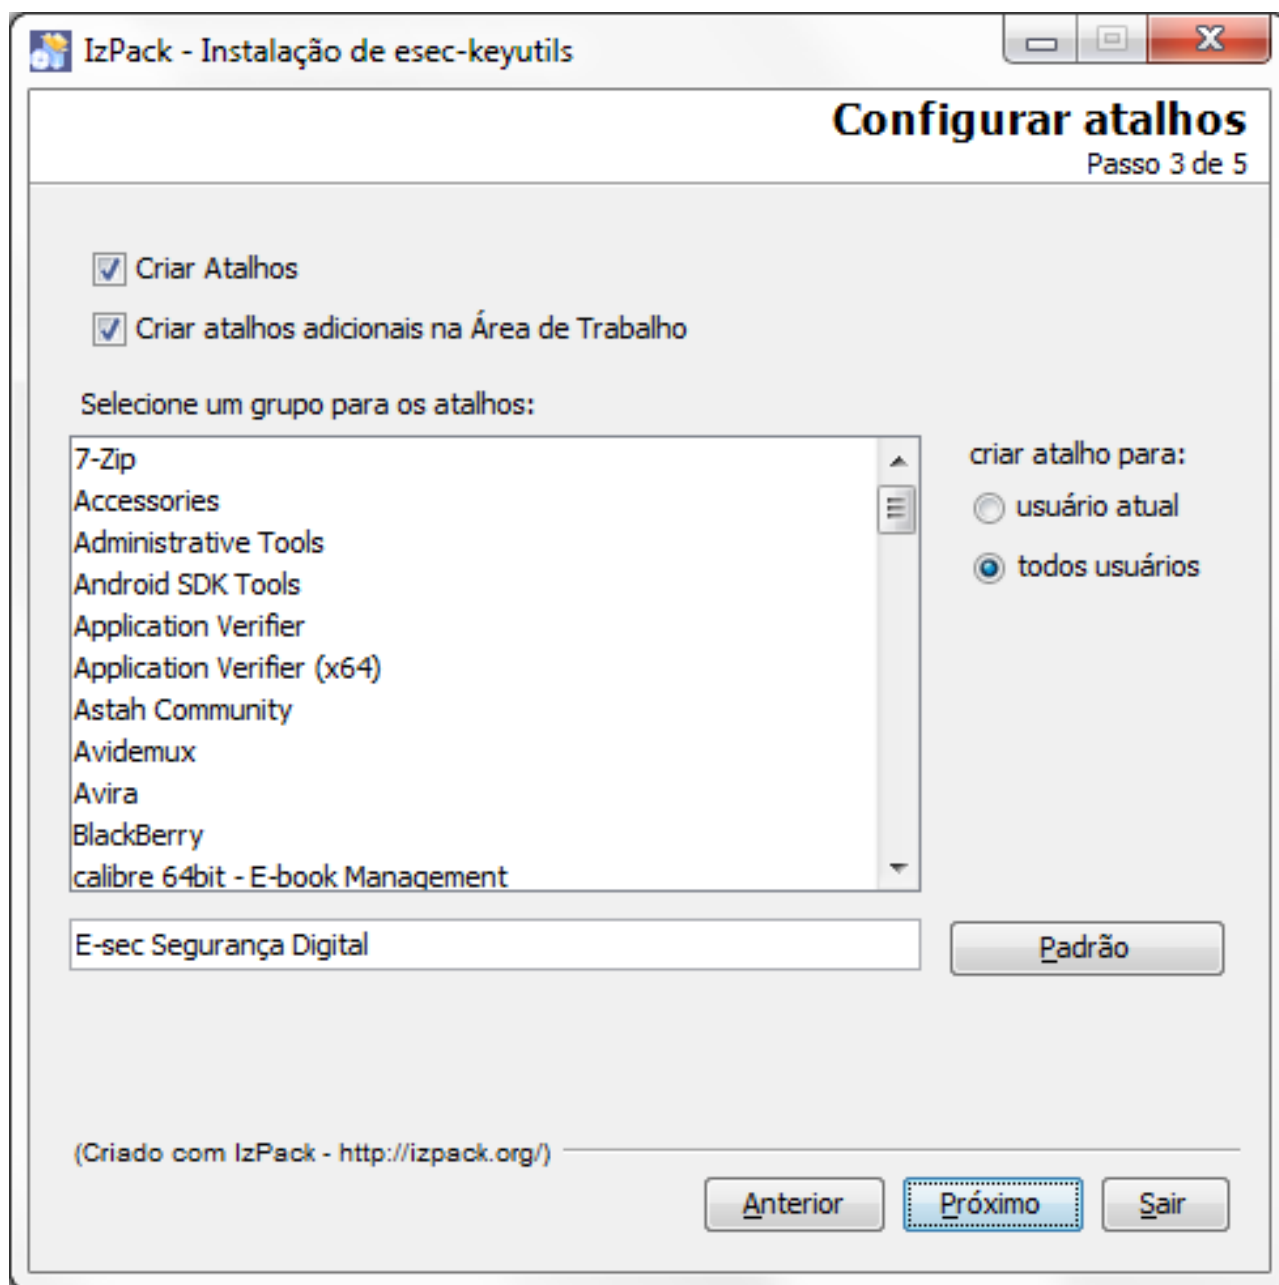 IzPack - Instalação de esec-keyutils
Configurar atalhos
Passo 3 de 5
Criar Atalhos
Criar atalhos adicionais na Área de Trabalho
Selecione um grupo para os atalhos:
7-Zip
Accessories
Administrative Tools
Android SDK Tools
Application Verifier
Application Verifier (x64)
Astah Community
Avidemux
Avira
BlackBerry
calibre 64bit - E-book Management
criar atalho para:
usuário atual
todos usuários
E-sec Segurança Digital
Padrão
(Criado com IzPack - http://izpack.org/)
Anterior
Próximo
Sair